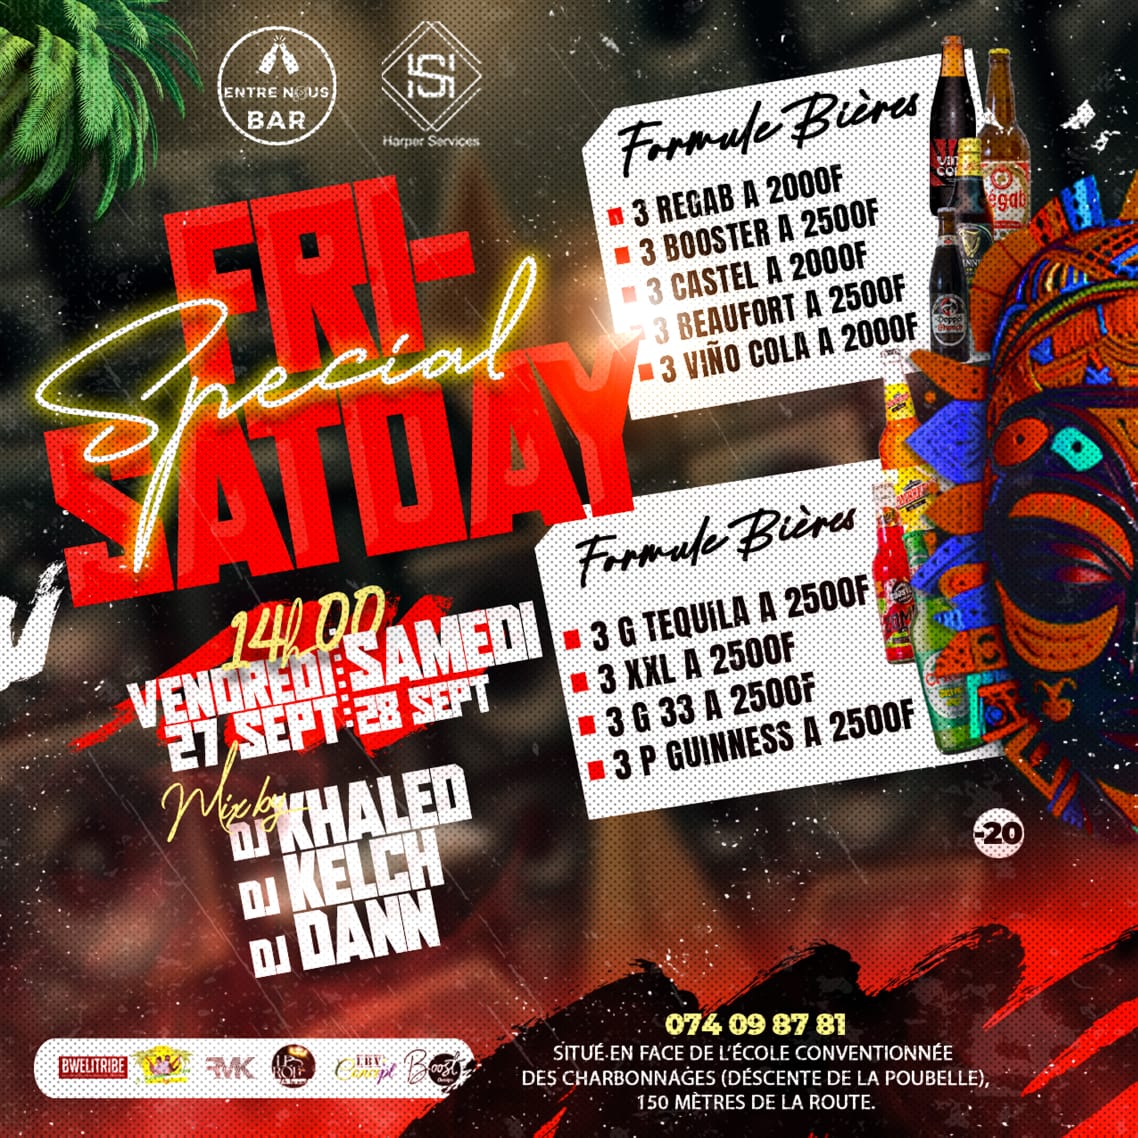 ENTRE NOUS
BAR
HSI
Harper Services
FRI-
Special
SATDAY
14h00
VENDREDI
27 SEPT
SAMEDI
28 SEPT
Mix by
DJ KHALED
DJ KELCH
DJ DANN
Formule Bières
3 REGAB A 2000F
3 BOOSTER A 2500F
3 CASTEL A 2000F
3 BEAUFORT A 2500F
3 VIÑO COLA A 2000F
Formule Bières
3 G TEQUILA A 2500F
3 XXL A 2500F
3 G 33 A 2500F
3 P GUINNESS A 2500F
-20
074 09 87 81
SITUÉ EN FACE DE L'ÉCOLE CONVENTIONNÉE
DES CHARBONNAGES (DÉSCENTE DE LA POUBELLE),
150 MÈTRES DE LA ROUTE.
BWELITRIBE
RMK
Concept
Boost